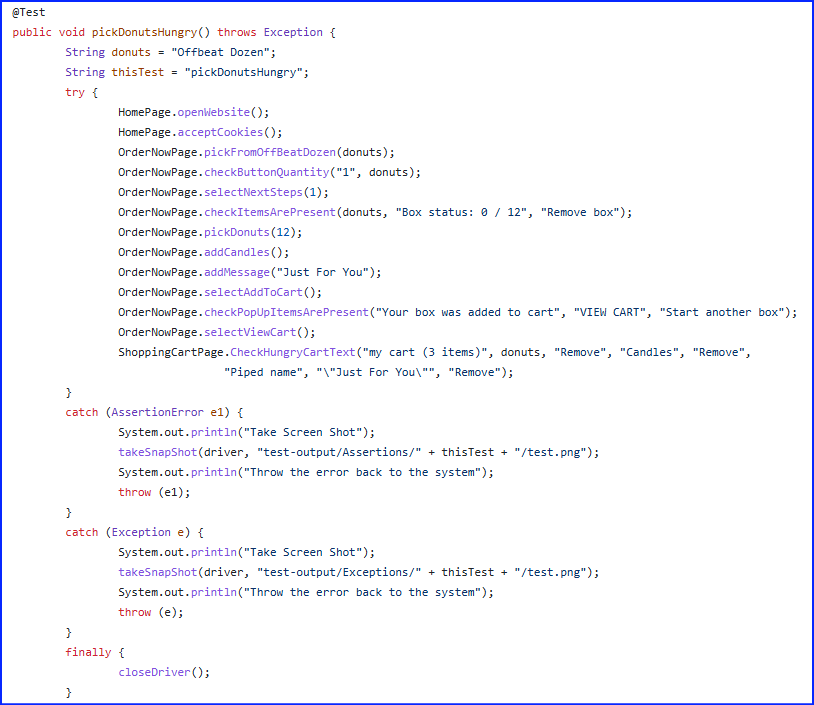 @Test
public void pickDonutsHungry() throws Exception {
String donuts = "Offbeat Dozen";
String thisTest = "pickDonutsHungry";
try {
HomePage.openWebsite();
HomePage.acceptCookies();
OrderNowPage.pickFromOffBeatDozen(donuts);
OrderNowPage.checkButtonQuantity("1", donuts);
OrderNowPage.selectNextSteps(1);
OrderNowPage.checkItemsArePresent(donuts, "Box status: 0 / 12", "Remove box");
OrderNowPage.pickDonuts(12);
OrderNowPage.addCandles();
OrderNowPage.addMessage("Just For You");
OrderNowPage.selectAddToCart();
OrderNowPage.checkPopUpItemsArePresent("Your box was added to cart", "VIEW CART", "Start another box");
OrderNowPage.selectViewCart();
ShoppingCartPage.CheckHungryCartText("my cart (3 items)", donuts, "Remove", "Candles", "Remove",
"Piped name", "\"Just For You\"", "Remove");
}
catch (AssertionError e1) {
System.out.println("Take Screen Shot");
takeSnapShot(driver, "test-output/Assertions/" + thisTest + "/test.png");
System.out.println("Throw the error back to the system");
throw (e1);
}
catch (Exception e) {
System.out.println("Take Screen Shot");
takeSnapShot(driver, "test-output/Exceptions/" + thisTest + "/test.png");
System.out.println("Throw the error back to the system");
throw (e);
}
finally {
closeDriver();
}